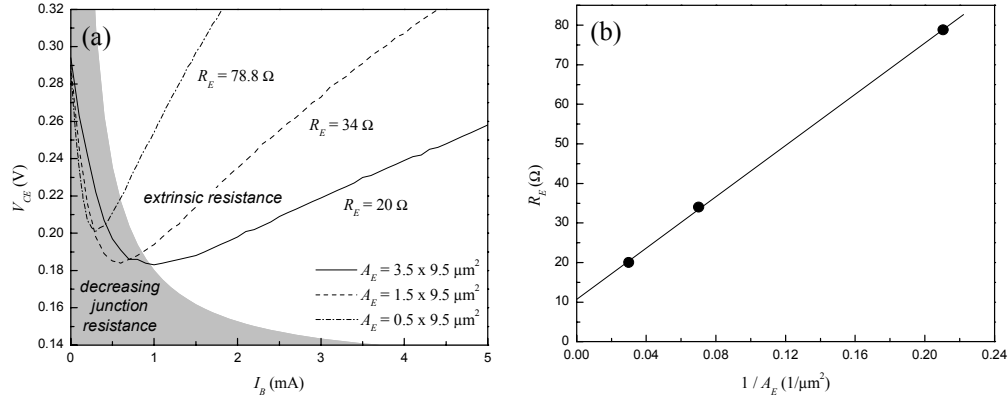 (a)
0.32
0.30
0.28
0.26
0.24
0.22
0.20
0.18
0.16
0.14
V_CE (V)
R_E = 78.8 Ω
R_E = 34 Ω
extrinsic resistance
R_E = 20 Ω
decreasing
junction
resistance
A_E = 3.5 x 9.5 μm²
A_E = 1.5 x 9.5 μm²
A_E = 0.5 x 9.5 μm²
0 1 2 3 4 5
I_B (mA)
(b)
80
70
60
50
40
30
20
10
0
R_E (Ω)
0.00 0.04 0.08 0.12 0.16 0.20 0.24
1 / A_E (1/μm²)